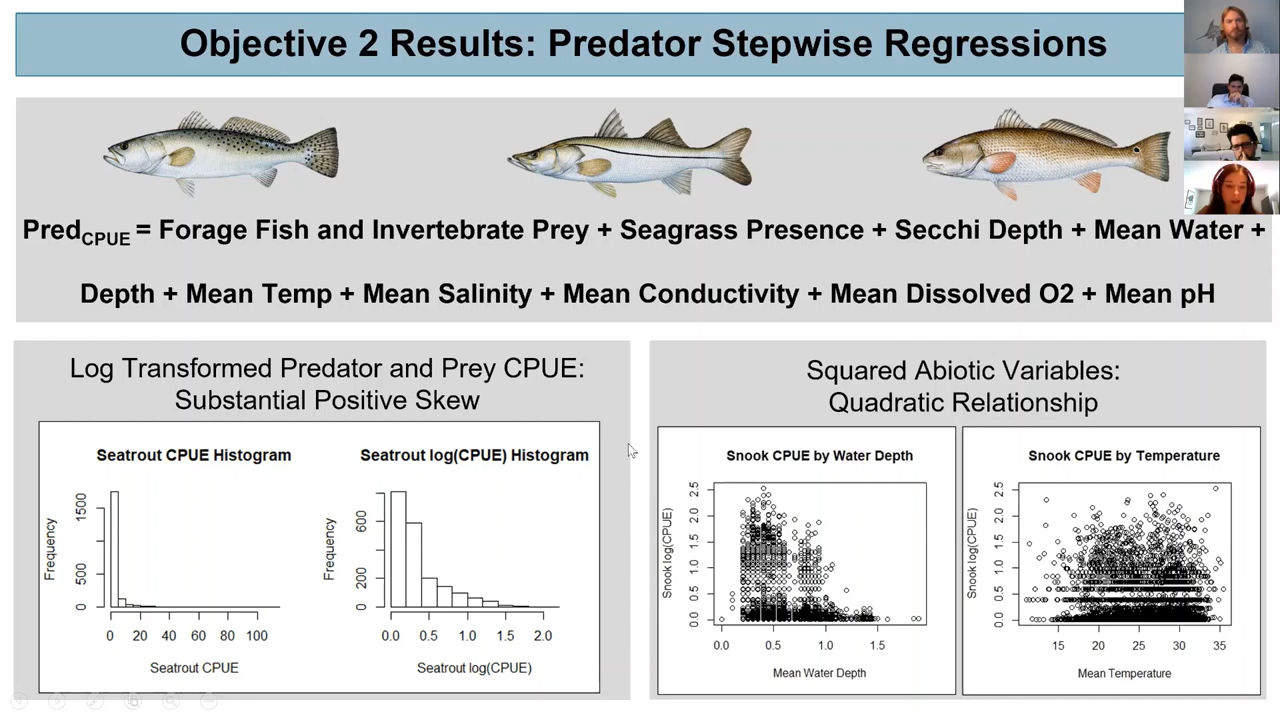 Objective 2 Results: Predator Stepwise Regressions
PredCPUE = Forage Fish and Invertebrate Prey + Seagrass Presence + Secchi Depth + Mean Water +
Depth + Mean Temp + Mean Salinity + Mean Conductivity + Mean Dissolved O2 + Mean pH
Log Transformed Predator and Prey CPUE:
Substantial Positive Skew
Seatrout CPUE Histogram
Frequency
1500
500
0
0 20 40 60 80 100
Seatrout CPUE
Seatrout log(CPUE) Histogram
Frequency
600
200
0
0.0 0.5 1.0 1.5 2.0
Seatrout log(CPUE)
Squared Abiotic Variables:
Quadratic Relationship
Snook CPUE by Water Depth
Snook log(CPUE)
2.5
2.0
1.5
1.0
0.5
0.0
0.0 0.5 1.0 1.5
Mean Water Depth
Snook CPUE by Temperature
Snook log(CPUE)
2.5
2.0
1.5
1.0
0.5
0.0
15 20 25 30 35
Mean Temperature